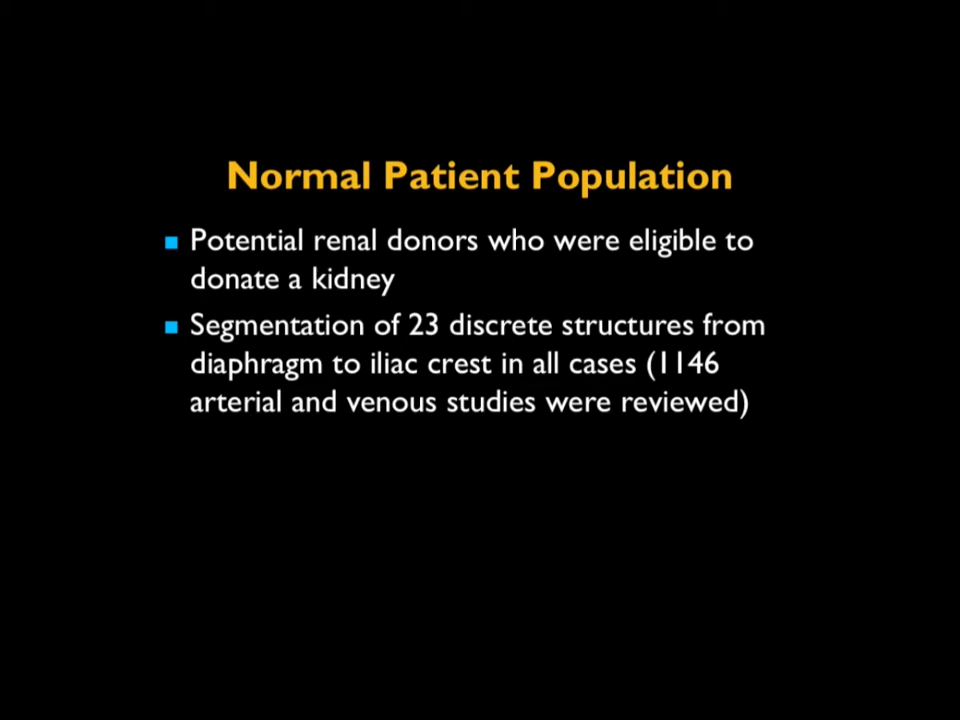 Normal Patient Population
Potential renal donors who were eligible to
donate a kidney
Segmentation of 23 discrete structures from
diaphragm to iliac crest in all cases (1146
arterial and venous studies were reviewed)